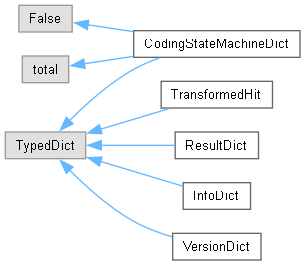 False
CodingStateMachineDict
total
TransformedHit
TypedDict
ResultDict
InfoDict
VersionDict